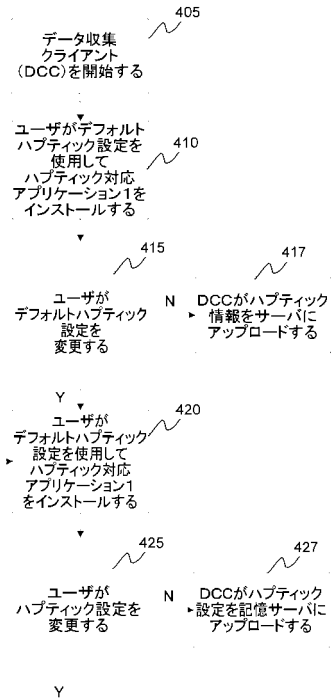 405
データ収集
クライアント
(DCC)を開始する
ユーザがデフォルト
ハプティック設定を
使用して
ハプティック対応
アプリケーション1を
インストールする
410
415
ユーザが
デフォルトハプティック
設定を
変更する
N
417
DCCがハプティック
情報をサーバに
アップロードする
Y
420
ユーザが
デフォルトハプティック
設定を使用して
ハプティック対応
アプリケーション1
をインストールする
425
ユーザが
ハプティック設定を
変更する
N
427
DCCがハプティック
設定を記憶サーバに
アップロードする
Y